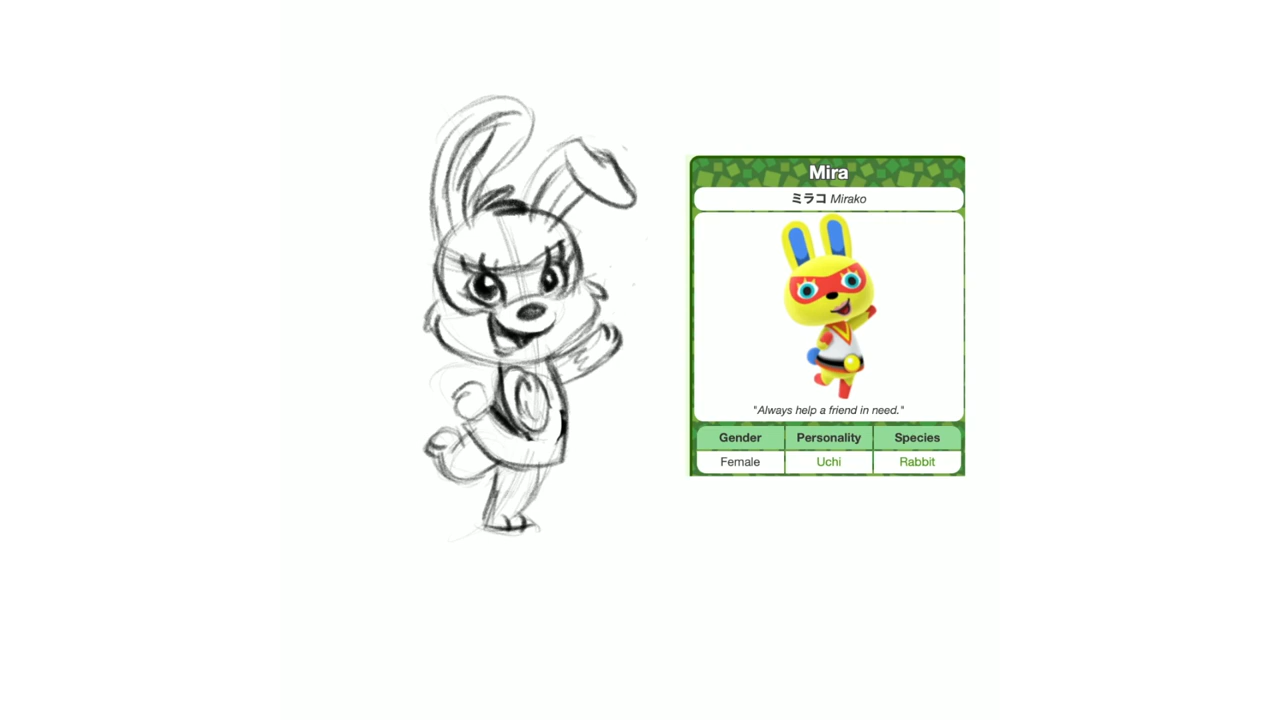 Mira
ミラコ Mirako
"Always help a friend in need."
Gender Personality Species
Female Uchi Rabbit